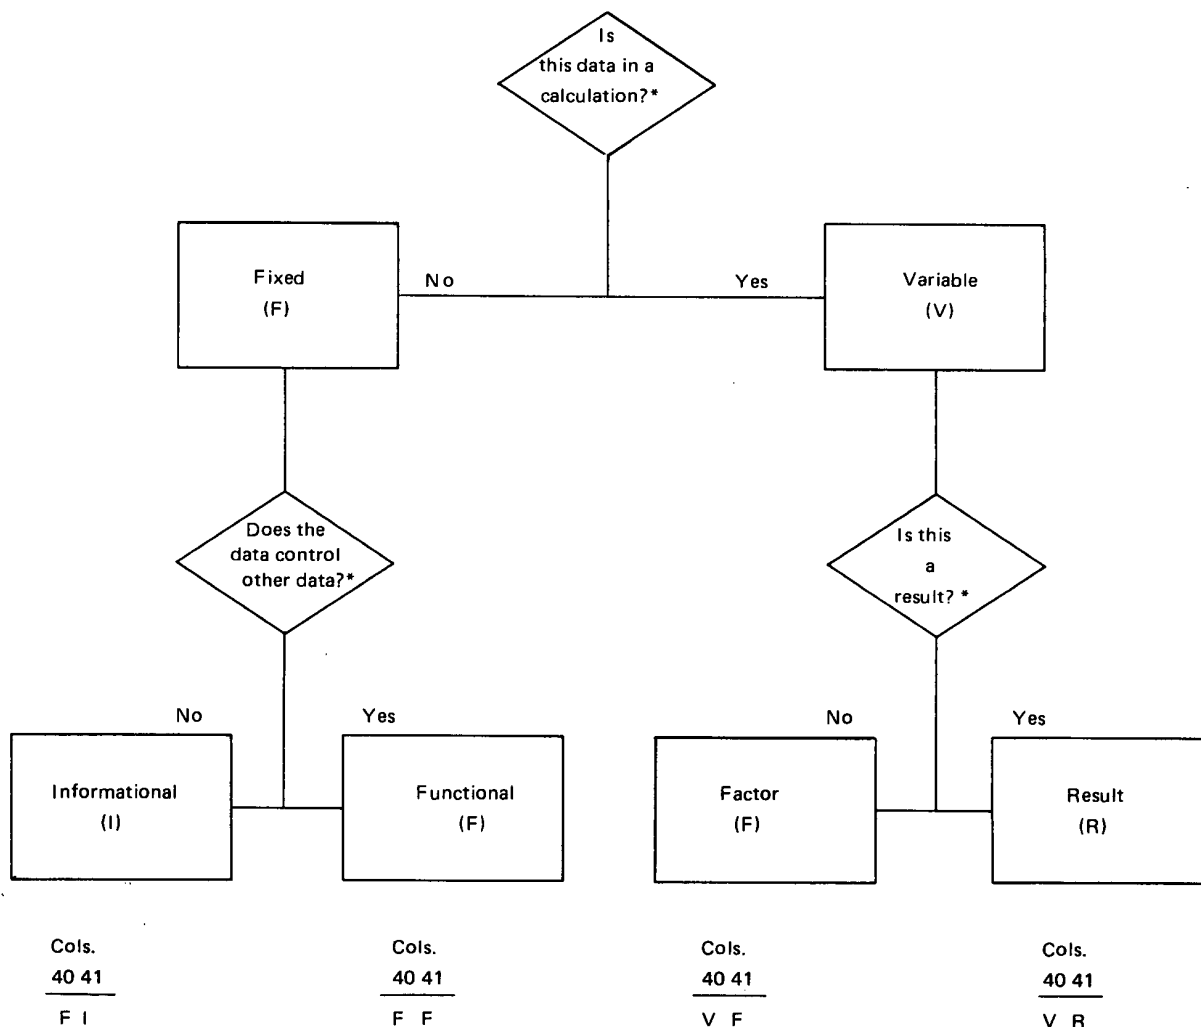 Is
this data in a
calculation?*
Fixed
(F)
No
Yes
Variable
(V)
Does the
data control
other data?*
Is this
a
result? *
No
Yes
No
Yes
Informational
(I)
Functional
(F)
Factor
(F)
Result
(R)
Cols.
40 41
F I
Cols.
40 41
F F
Cols.
40 41
V F
Cols.
40 41
V R